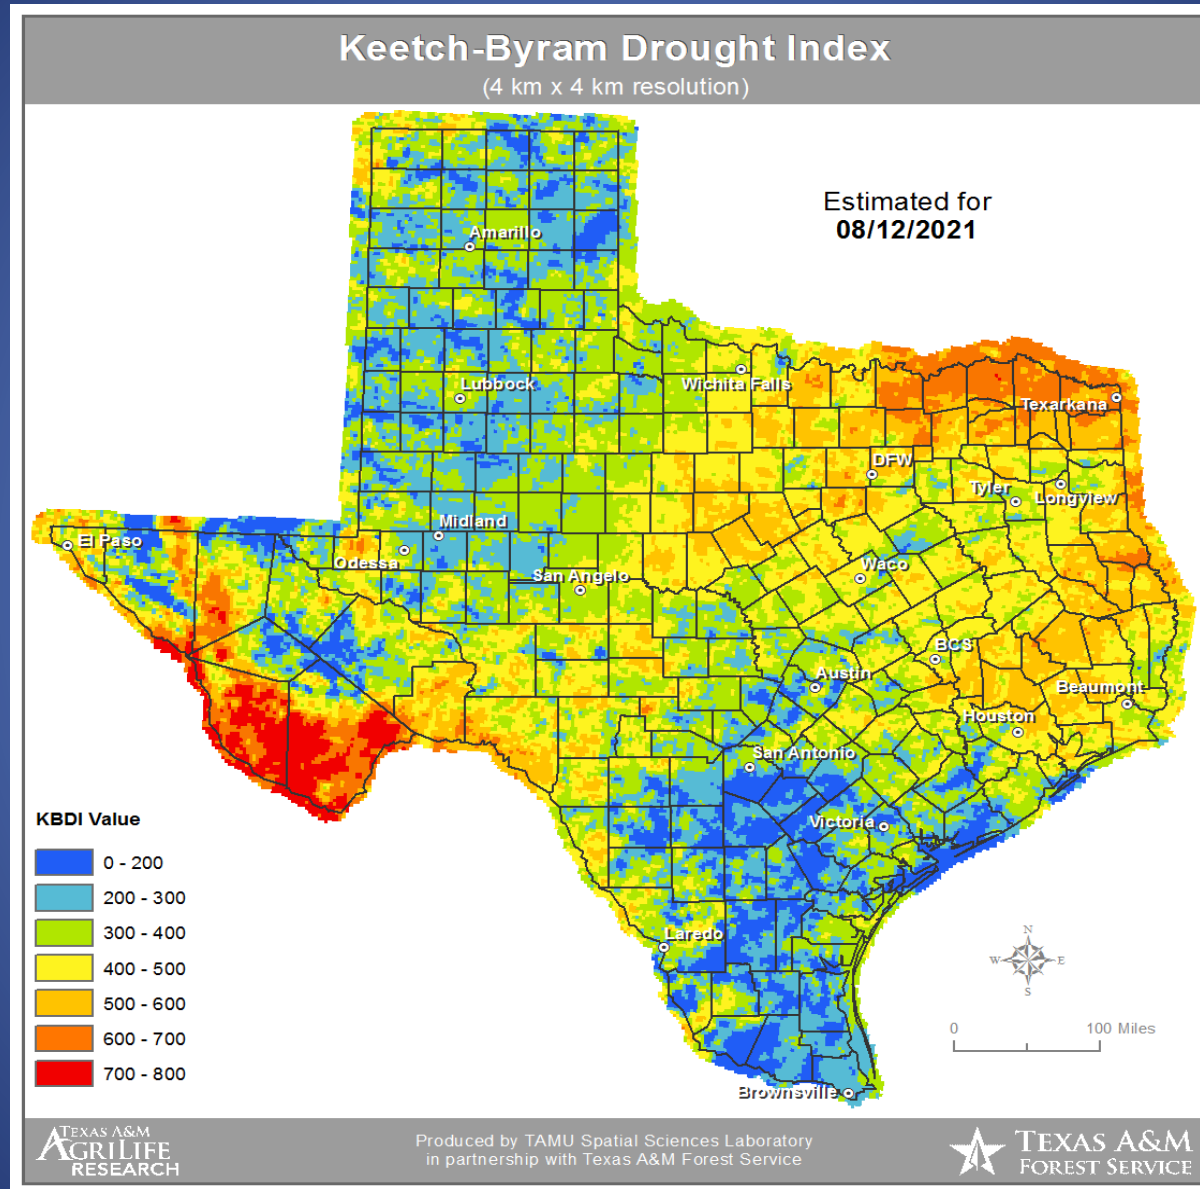 Keetch-Byram Drought Index
(4 km x 4 km resolution)
Estimated for
08/12/2021
Amarillo
Lubbock
Wichita Falls
Texarkana
DFW
Tyler
Longview
El Paso
Midland
Odessa
San Angelo
Waco
BCS
Austin
Beaumont
Houston
San Antonio
Victoria
Laredo
Brownsville
KBDI Value
0 - 200
200 - 300
300 - 400
400 - 500
500 - 600
600 - 700
700 - 800
N
W E
S
0 100 Miles
TEXAS A&M
AGRILIFE
RESEARCH
Produced by TAMU Spatial Sciences Laboratory
in partnership with Texas A&M Forest Service
TEXAS A&M
FOREST SERVICE